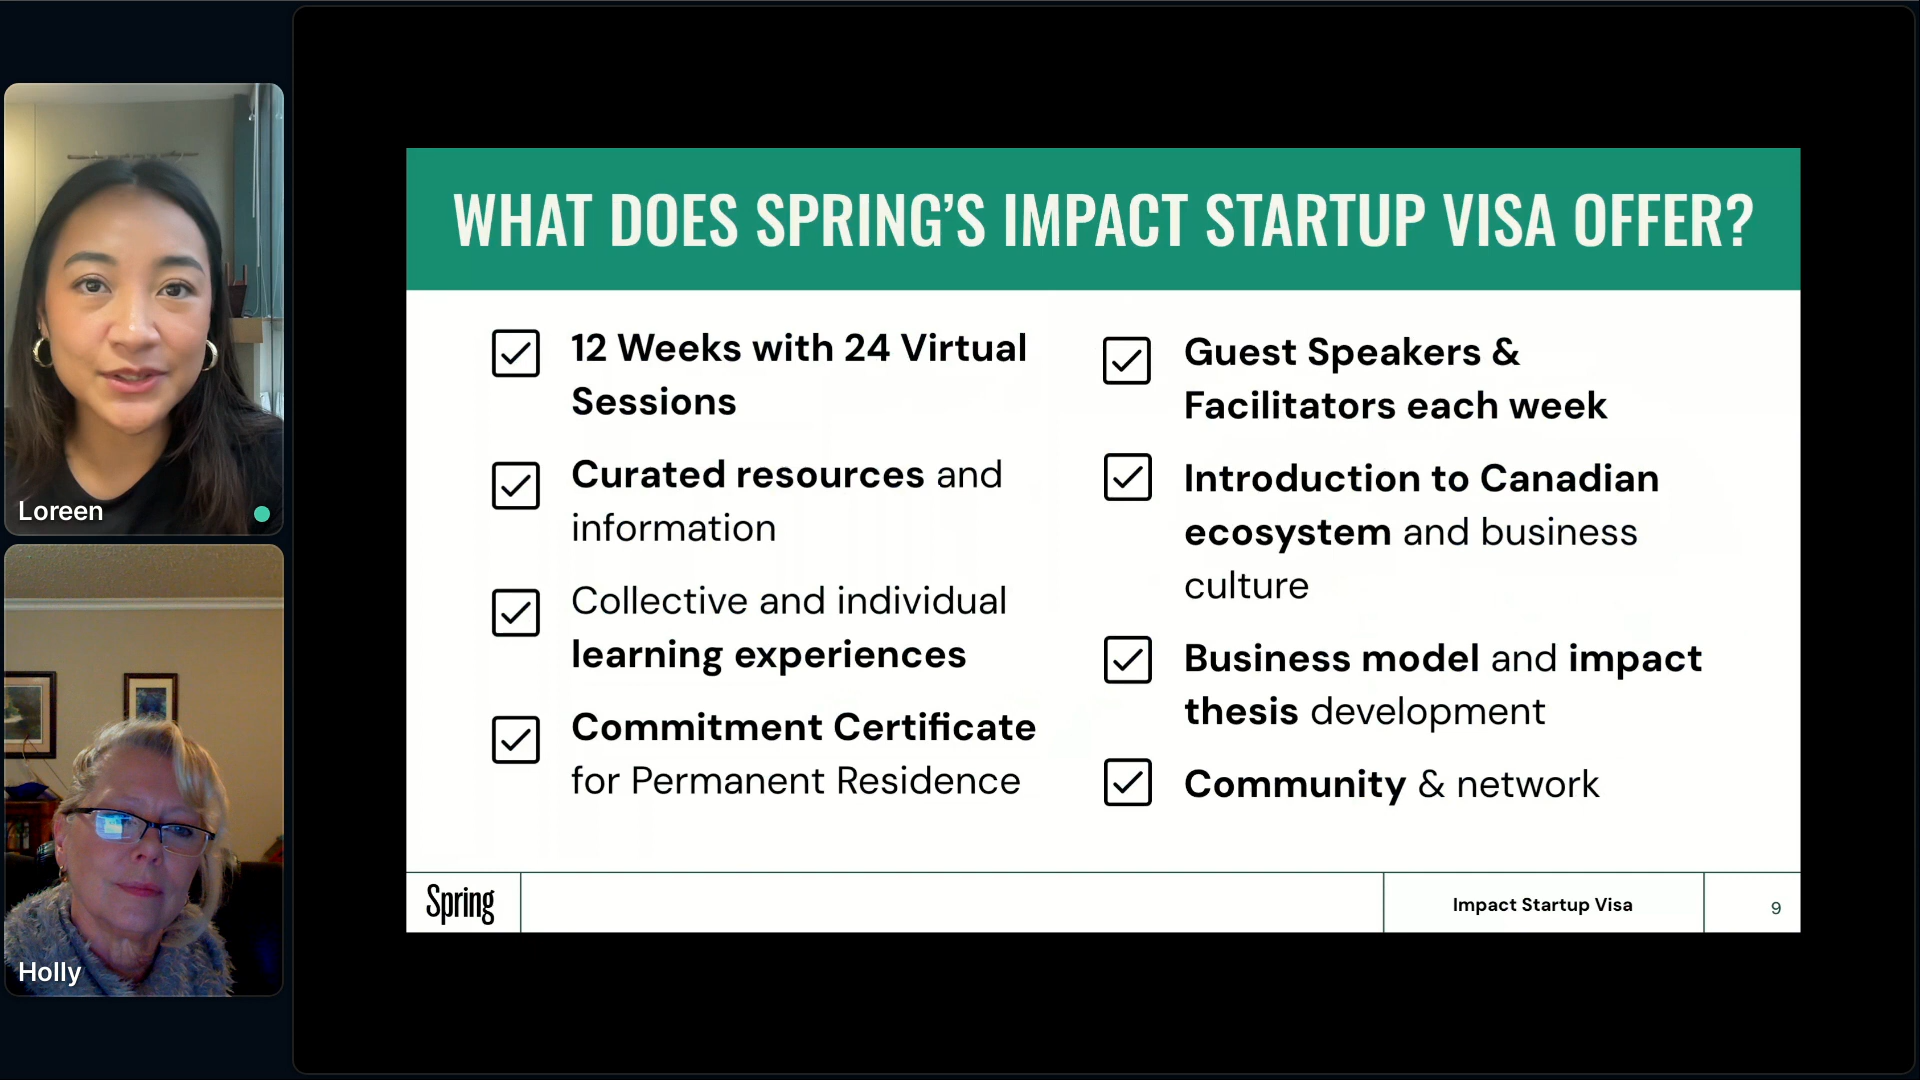 Loreen
Holly
WHAT DOES SPRING’S IMPACT STARTUP VISA OFFER?
12 Weeks with 24 Virtual
Sessions
Curated resources and
information
Collective and individual
learning experiences
Commitment Certificate
for Permanent Residence
Guest Speakers &
Facilitators each week
Introduction to Canadian
ecosystem and business
culture
Business model and impact
thesis development
Community & network
Spring
Impact Startup Visa
9